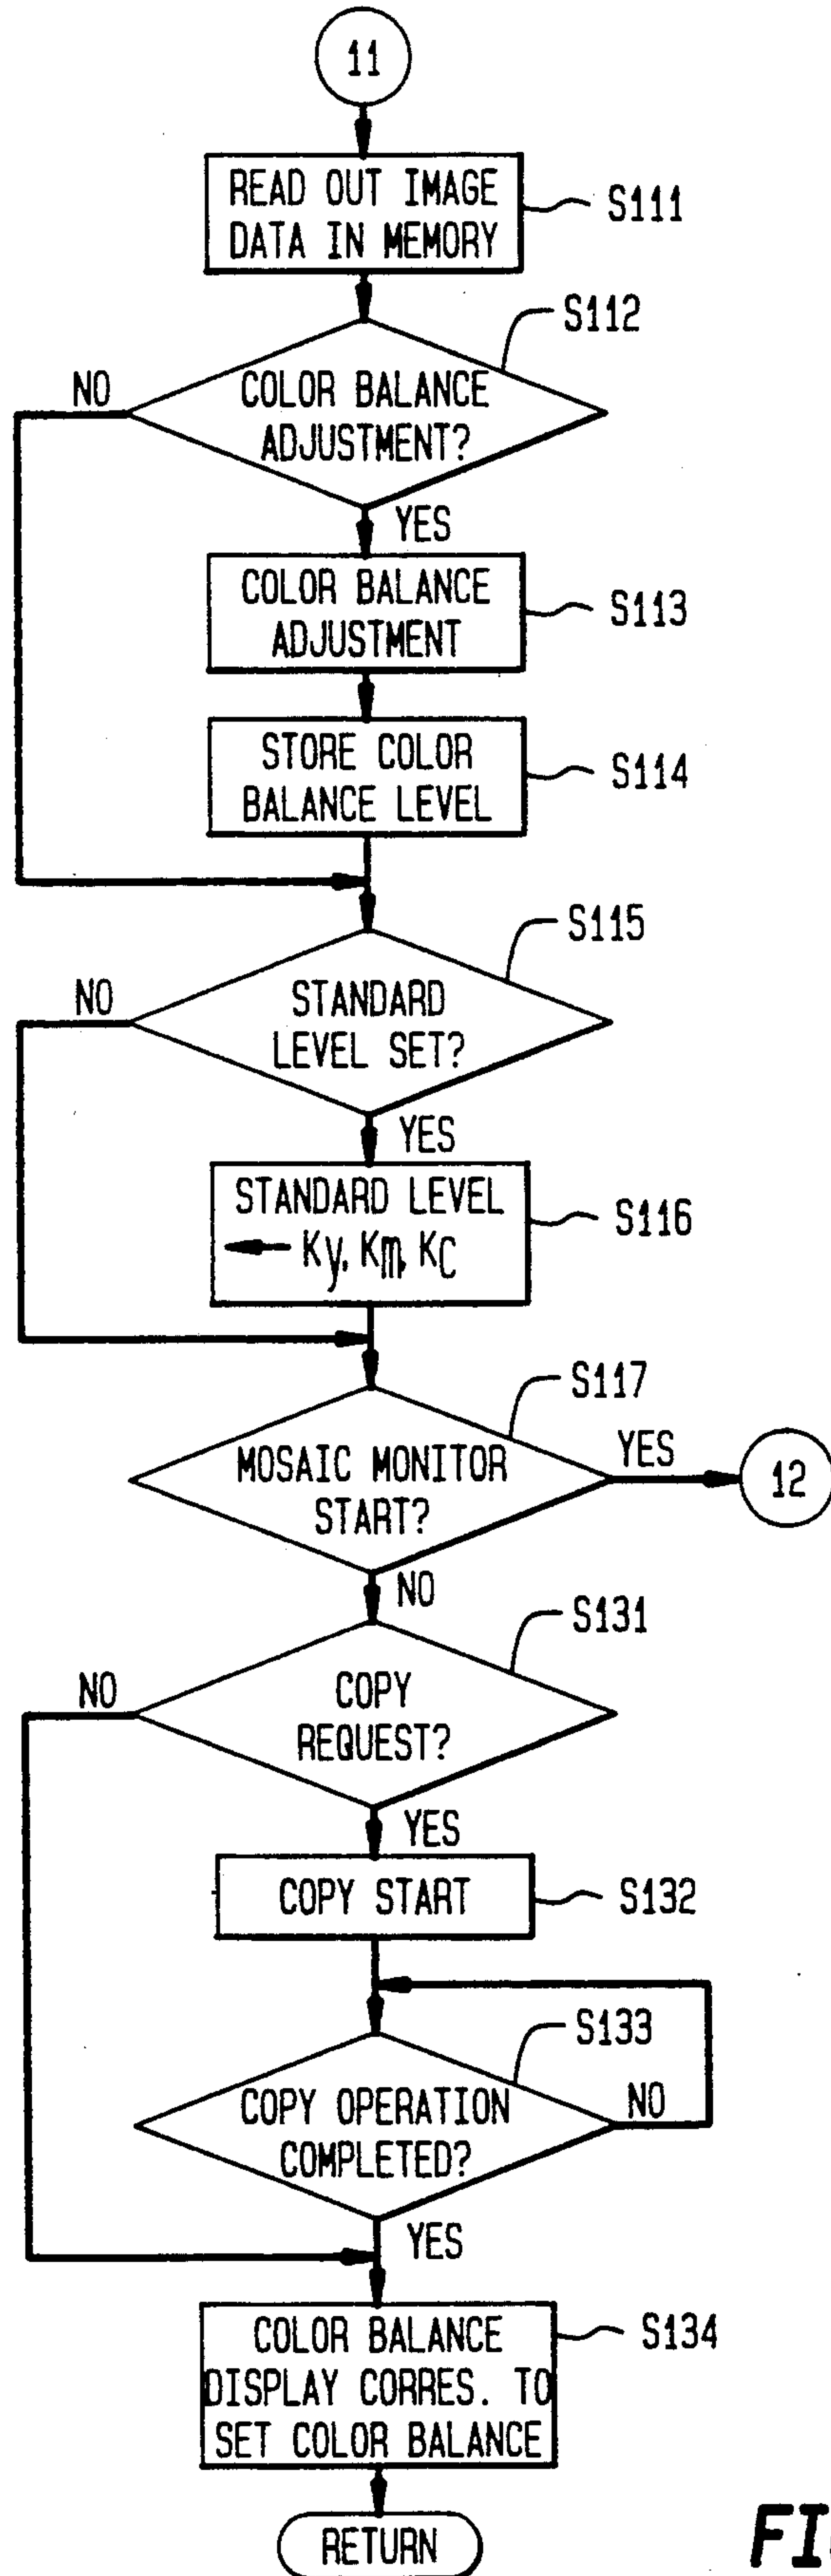 11
READ OUT IMAGE
DATA IN MEMORY
S111
S112
NO
COLOR BALANCE
ADJUSTMENT?
YES
COLOR BALANCE
ADJUSTMENT
S113
STORE COLOR
BALANCE LEVEL
S114
S115
NO
STANDARD
LEVEL SET?
YES
STANDARD LEVEL
← Ky, Km, Kc
S116
S117
MOSAIC MONITOR
START?
YES
12
NO
S131
NO
COPY
REQUEST?
YES
COPY START
S132
S133
COPY OPERATION
COMPLETED?
NO
YES
COLOR BALANCE
DISPLAY CORRES. TO
SET COLOR BALANCE
S134
RETURN